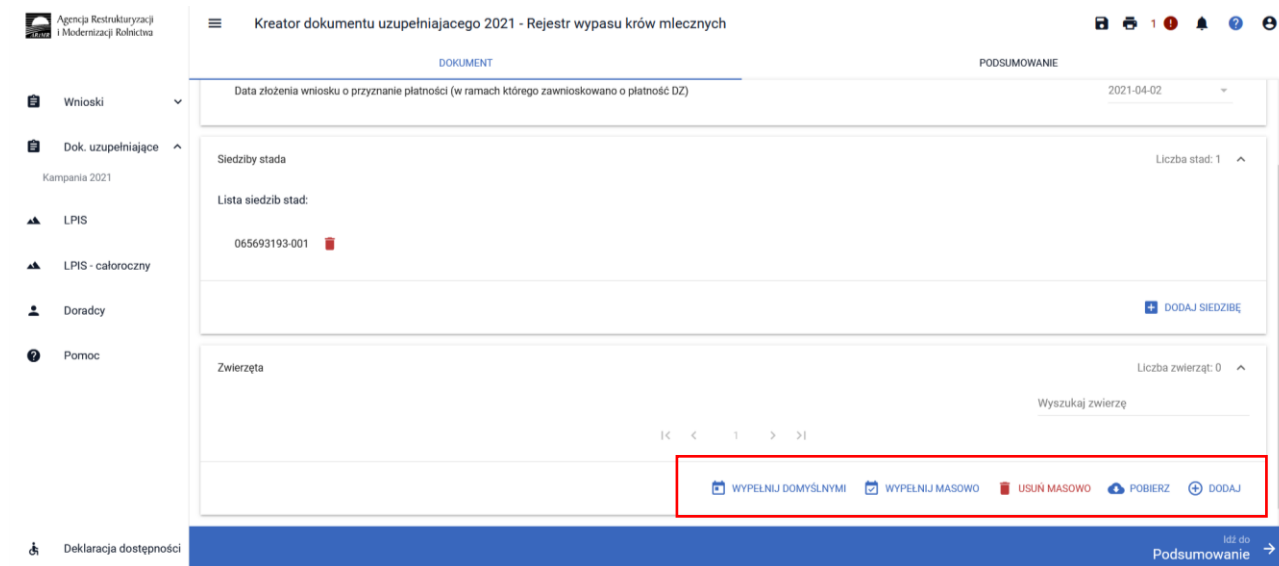 Agencja Restrukturyzacji
i Modernizacji Rolnictwa
ARiMR
Kreator dokumentu uzupełniajacego 2021 - Rejestr wypasu krów mlecznych
1
DOKUMENT
PODSUMOWANIE
Wnioski
Dok. uzupełniające
Kampania 2021
LPIS
LPIS - całoroczny
Doradcy
Pomoc
Deklaracja dostępności
Data złożenia wniosku o przyznanie płatności (w ramach którego zawnioskowano o płatność DZ)
2021-04-02
Siedziby stada
Liczba stad: 1
Lista siedzib stad:
065693193-001
DODAJ SIEDZIBĘ
Zwierzęta
Liczba zwierząt: 0
Wyszukaj zwierzę
1
WYPEŁNIJ DOMYŚLNYMI WYPEŁNIJ MASOWO USUŃ MASOWO POBIERZ DODAJ
Idź do
Podsumowanie